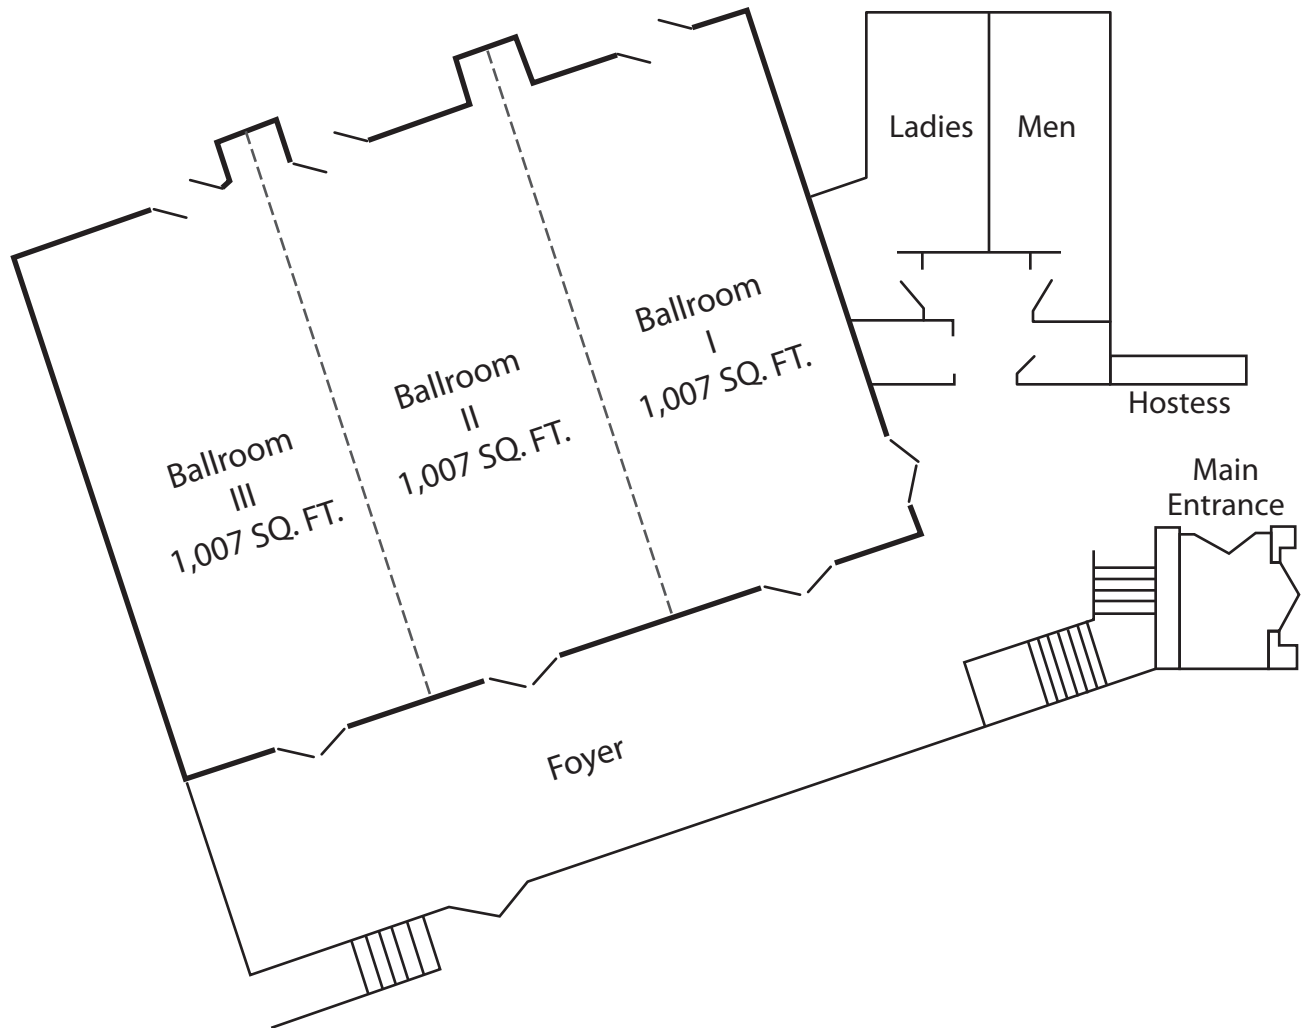 Ladies
Men
Ballroom
I
1,007 SQ. FT.
Ballroom
II
1,007 SQ. FT.
Ballroom
III
1,007 SQ. FT.
Hostess
Main
Entrance
Foyer